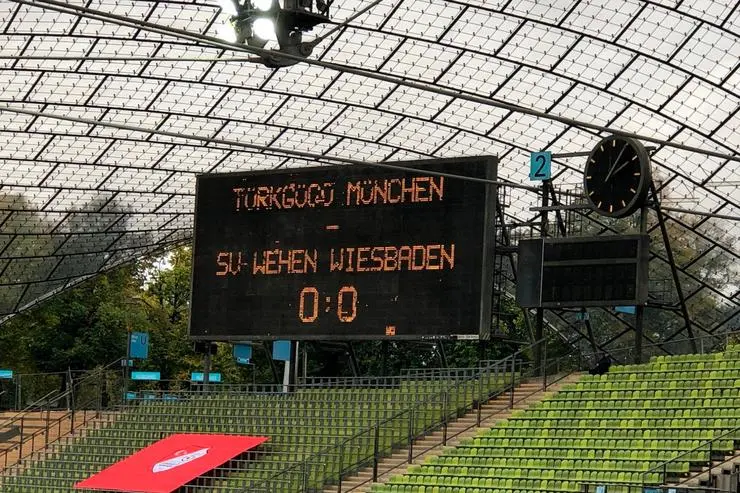 2
TÜRKGÜCÜ MÜNCHEN
–
SV WEHEN WIESBADEN
0:0
U